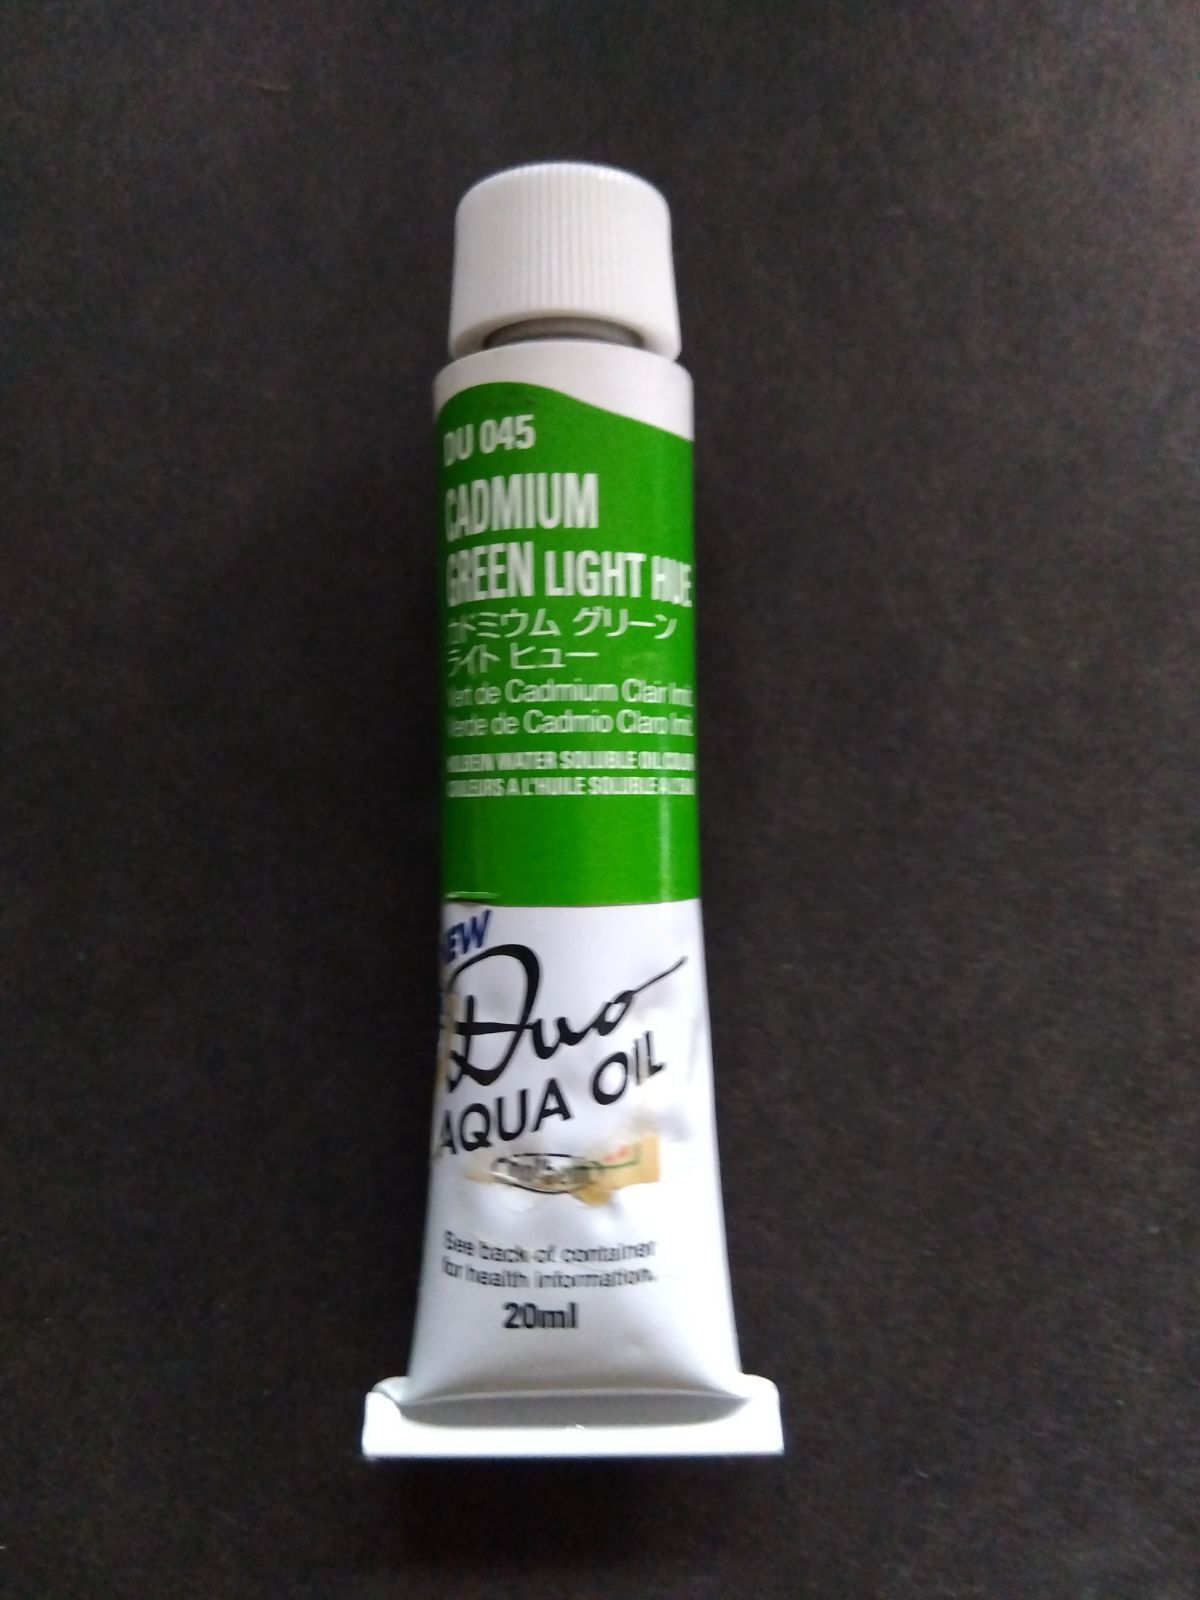 DU 045
CADMIUM
GREEN LIGHT HUE
カドミウム グリーン
ライト ヒュー
Vert de Cadmium Clair Imit.
Verde de Cadmio Claro Imit.
HOLBEIN WATER SOLUBLE OIL COLORS
COULEURS A L'HUILE SOLUBLE A L'EAU
NEW
Duo
AQUA OIL
See back of container
for health information.
20ml